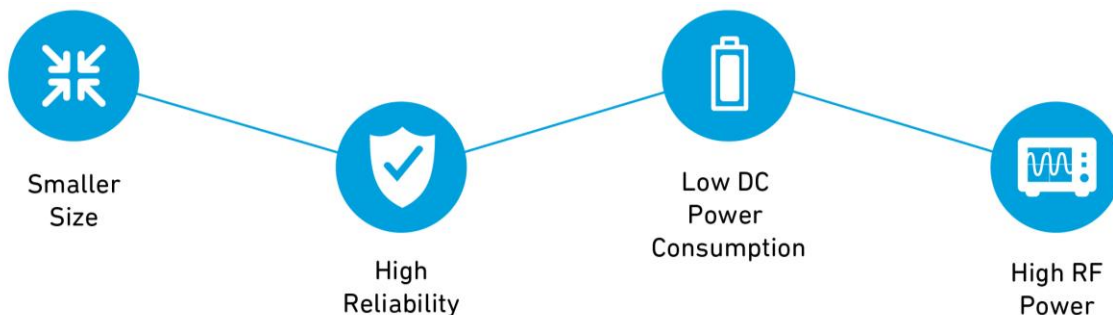 Smaller
Size
High
Reliability
Low DC
Power
Consumption
High RF
Power